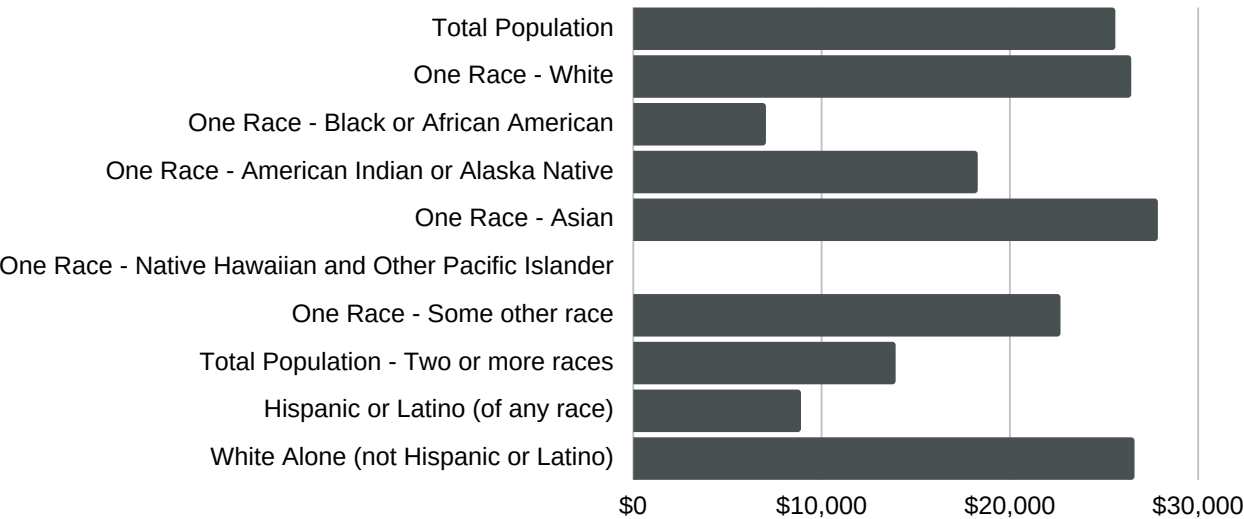 Total Population
One Race - White
One Race - Black or African American
One Race - American Indian or Alaska Native
One Race - Asian
One Race - Native Hawaiian and Other Pacific Islander
One Race - Some other race
Total Population - Two or more races
Hispanic or Latino (of any race)
White Alone (not Hispanic or Latino)
$0 $10,000 $20,000 $30,000